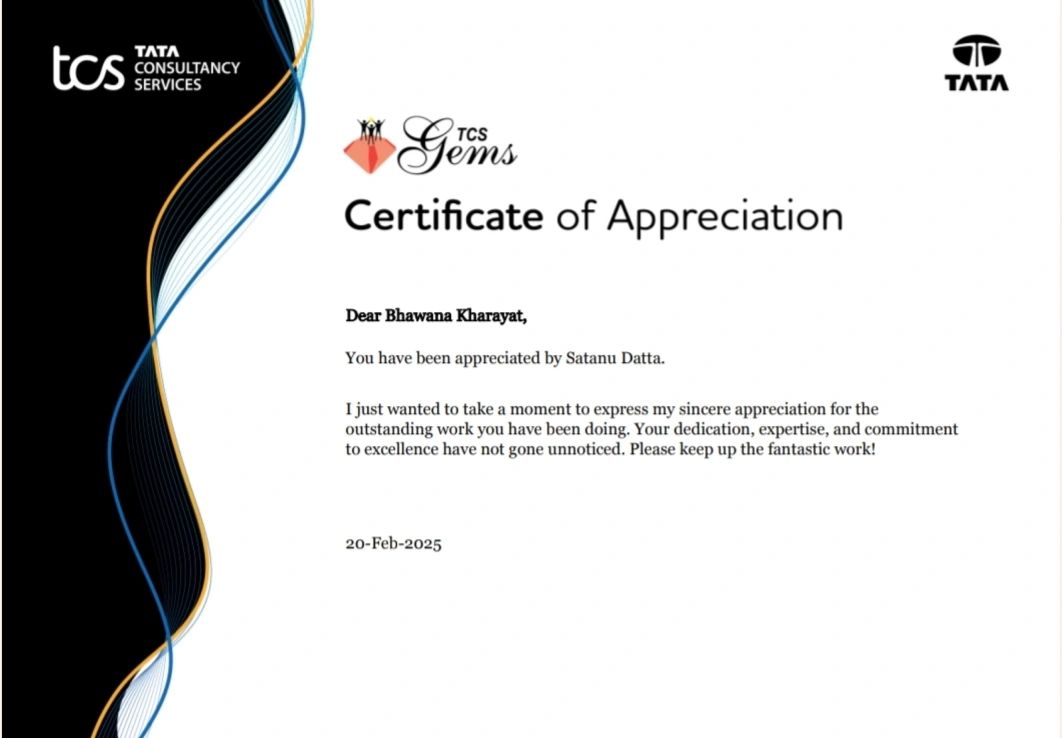 tcs TATA
CONSULTANCY
SERVICES
TATA
TCS
Gems
Certificate of Appreciation
Dear Bhawana Kharayat,
You have been appreciated by Satanu Datta.
I just wanted to take a moment to express my sincere appreciation for the
outstanding work you have been doing. Your dedication, expertise, and commitment
to excellence have not gone unnoticed. Please keep up the fantastic work!
20-Feb-2025